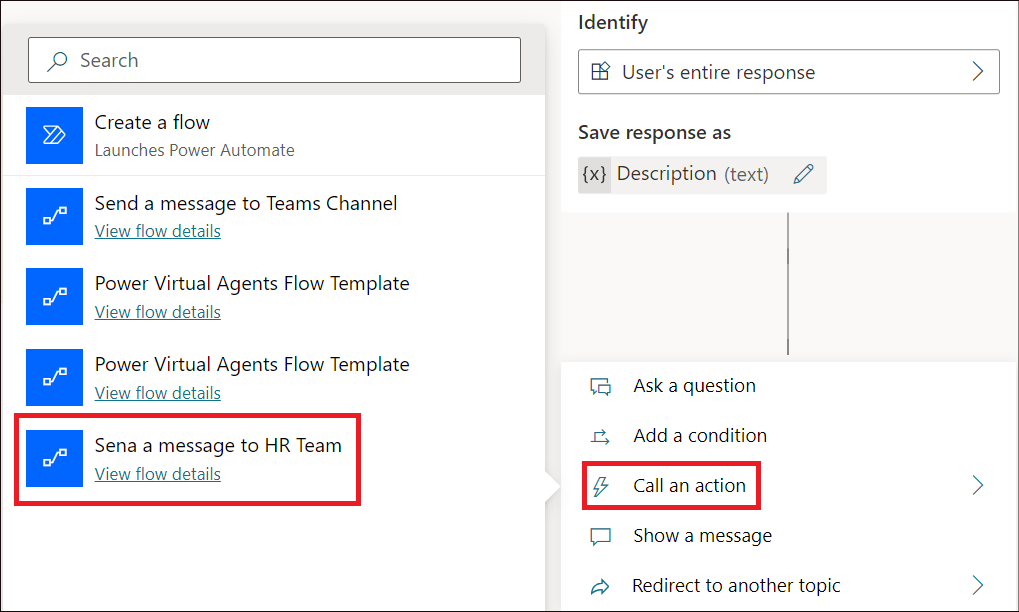 Search
Create a flow
Launches Power Automate
Send a message to Teams Channel
View flow details
Power Virtual Agents Flow Template
View flow details
Power Virtual Agents Flow Template
View flow details
Sena a message to HR Team
View flow details
Identify
User's entire response
Save response as
{x} Description (text)
Ask a question
Add a condition
Call an action
Show a message
Redirect to another topic